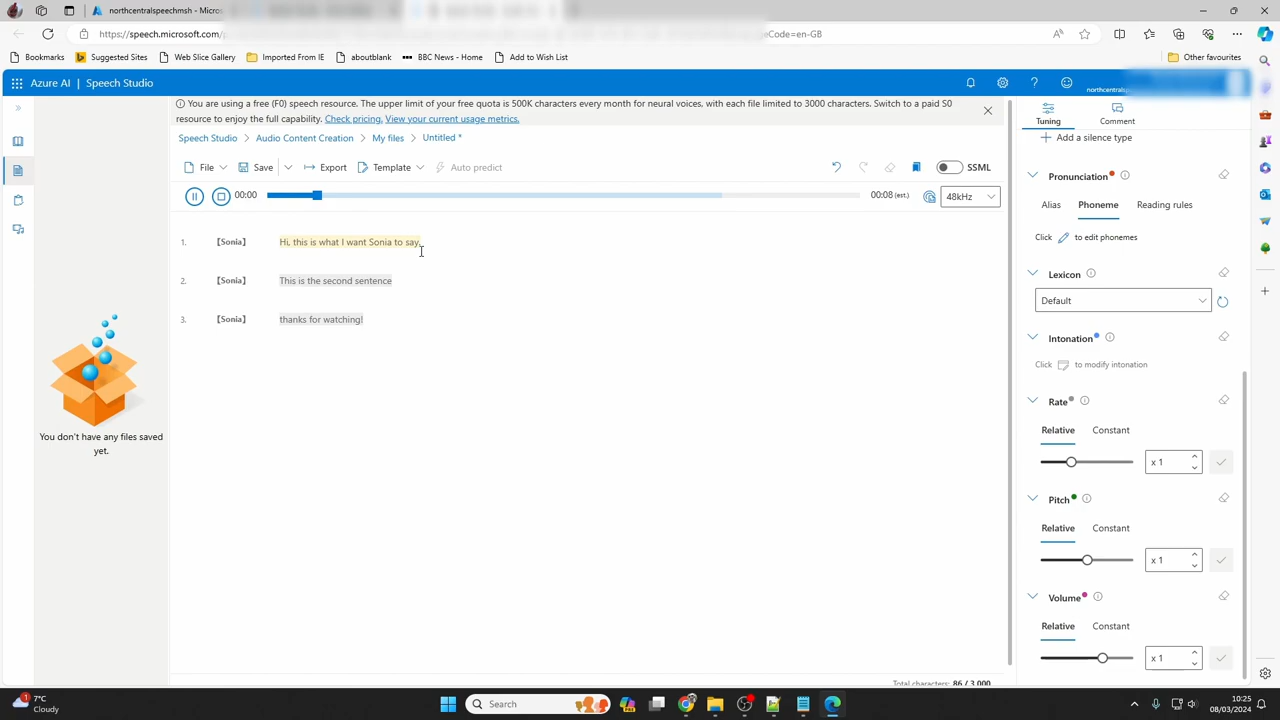 northcentralspeechmsh - Micros
https://speech.microsoft.com/p
eCode=en-GB
Bookmarks Suggested Sites Web Slice Gallery Imported From IE aboutblank BBC News - Home Add to Wish List Other favourites
Azure AI | Speech Studio
northcentralsp
You are using a free (F0) speech resource. The upper limit of your free quota is 500K characters every month for neural voices, with each file limited to 3000 characters. Switch to a paid S0
resource to enjoy the full capability. Check pricing. View your current usage metrics.
Tuning Comment
Speech Studio > Audio Content Creation > My files > Untitled *
Add a silence type
File Save Export Template Auto predict SSML
Pronunciation
00:00 00:08 (est.) 48kHz
Alias Phoneme Reading rules
Click to edit phonemes
1. 【Sonia】 Hi, this is what I want Sonia to say.
2. 【Sonia】 This is the second sentence
3. 【Sonia】 thanks for watching!
Lexicon
Default
Intonation
Click to modify intonation
Rate
Relative Constant
x 1
Pitch
Relative Constant
x 1
Volume
Relative Constant
x 1
You don't have any files saved
yet.
Total characters: 86 / 3,000
1 7°C
Cloudy
Search
10:25
08/03/2024